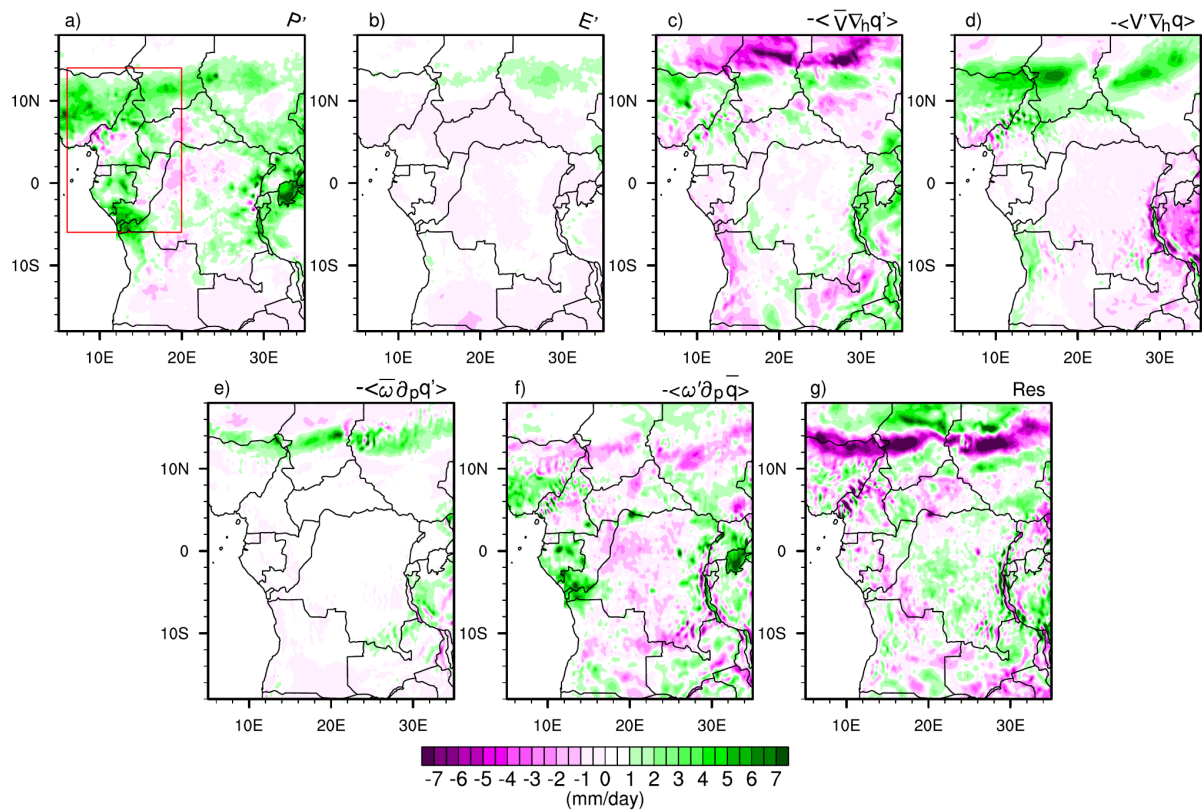 a) P'
b) E'
c) -<V̅∇ₕq'>
d) -<V'∇ₕq>
10N
0
10S
10E 20E 30E
10E 20E 30E
10E 20E 30E
10E 20E 30E
e) -<ω̅∂ₚq'>
f) -<ω'∂ₚq̅>
g) Res
10N
0
10S
10N
0
10S
10N
0
10S
10N
0
10S
10N
0
10S
10E 20E 30E
10E 20E 30E
10E 20E 30E
-7 -6 -5 -4 -3 -2 -1 0 1 2 3 4 5 6 7
(mm/day)